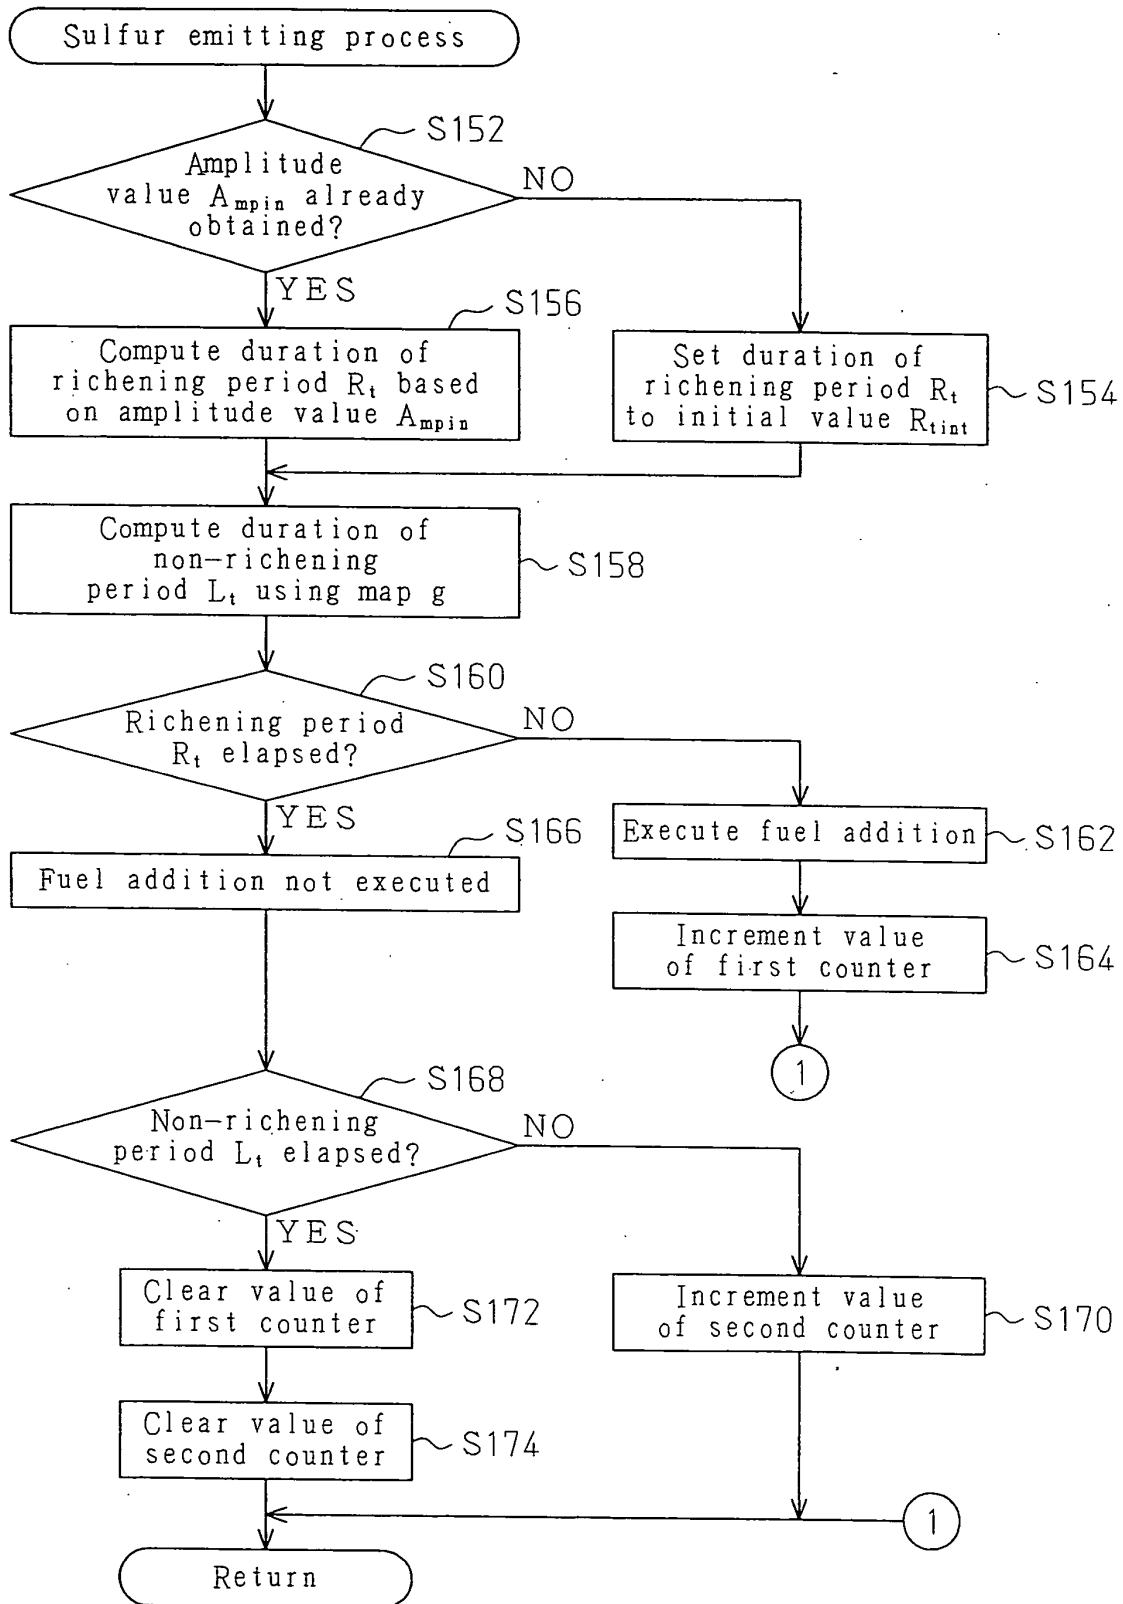 Sulfur emitting process
S152
Amplitude
value Ampin already
obtained?
NO
YES
S156
Compute duration of
richening period Rt based
on amplitude value Ampin
Set duration of
richening period Rt
to initial value Rtint
S154
Compute duration of
non-richening
period Lt using map g
S158
S160
Richening period
Rt elapsed?
NO
YES
S166
Fuel addition not executed
Execute fuel addition
S162
Increment value
of first counter
S164
1
S168
Non-richening
period Lt elapsed?
NO
YES
Clear value of
first counter
S172
Increment value
of second counter
S170
Clear value of
second counter
S174
1
Return